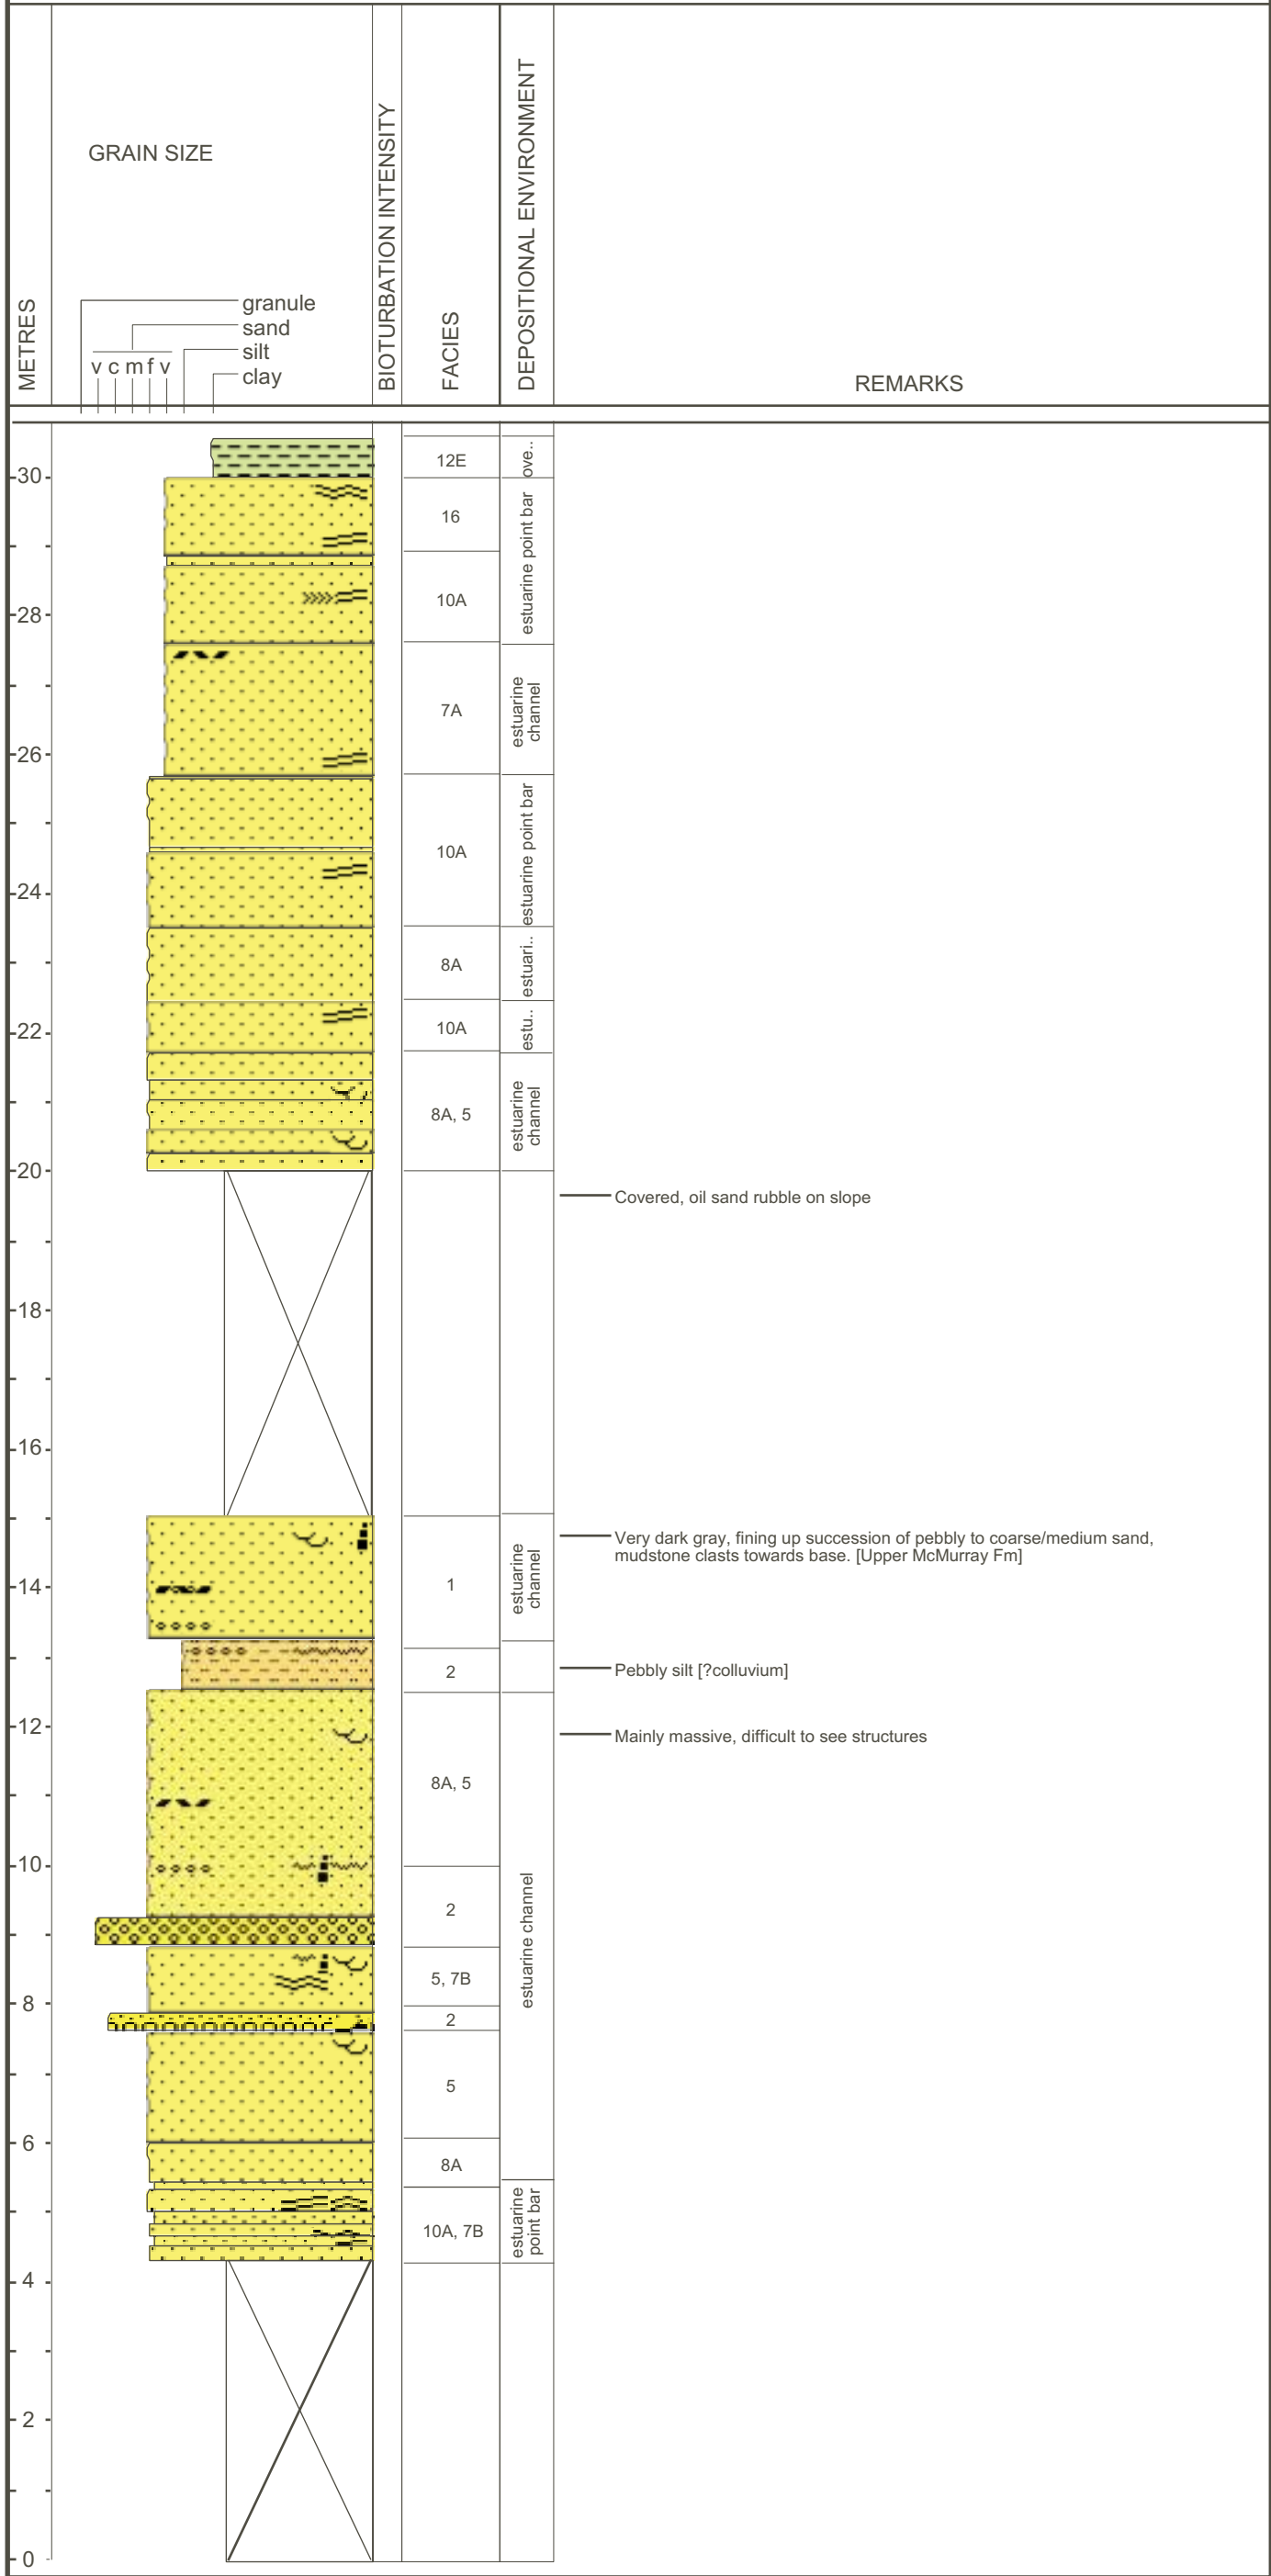 GRAIN SIZE
METRES
granule
sand
silt
clay
v c m f v
BIOTURBATION INTENSITY
FACIES
DEPOSITIONAL ENVIRONMENT
REMARKS
12E
ove..
30
16
estuarine point bar
10A
28
7A
estuarine
channel
26
10A
estuarine point bar
24
8A
estuari..
22
10A
estu..
8A, 5
estuarine
channel
20
Covered, oil sand rubble on slope
18
16
Very dark gray, fining up succession of pebbly to coarse/medium sand,
mudstone clasts towards base. [Upper McMurray Fm]
14
1
estuarine
channel
2
Pebbly silt [?colluvium]
12
Mainly massive, difficult to see structures
8A, 5
10
2
estuarine channel
5, 7B
8
2
5
6
8A
10A, 7B
estuarine
point bar
4
2
0